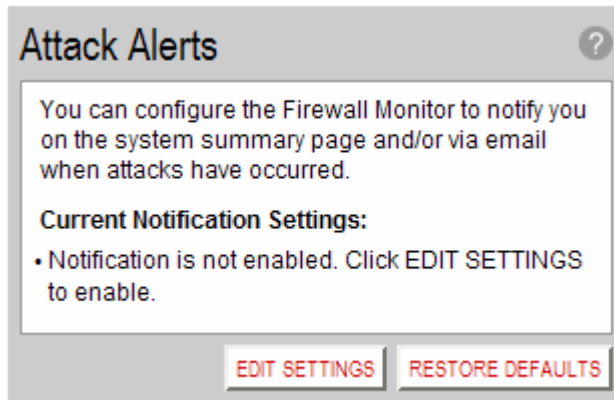 Attack Alerts ?
You can configure the Firewall Monitor to notify you
on the system summary page and/or via email
when attacks have occurred.
Current Notification Settings:
• Notification is not enabled. Click EDIT SETTINGS
to enable.
EDIT SETTINGS RESTORE DEFAULTS